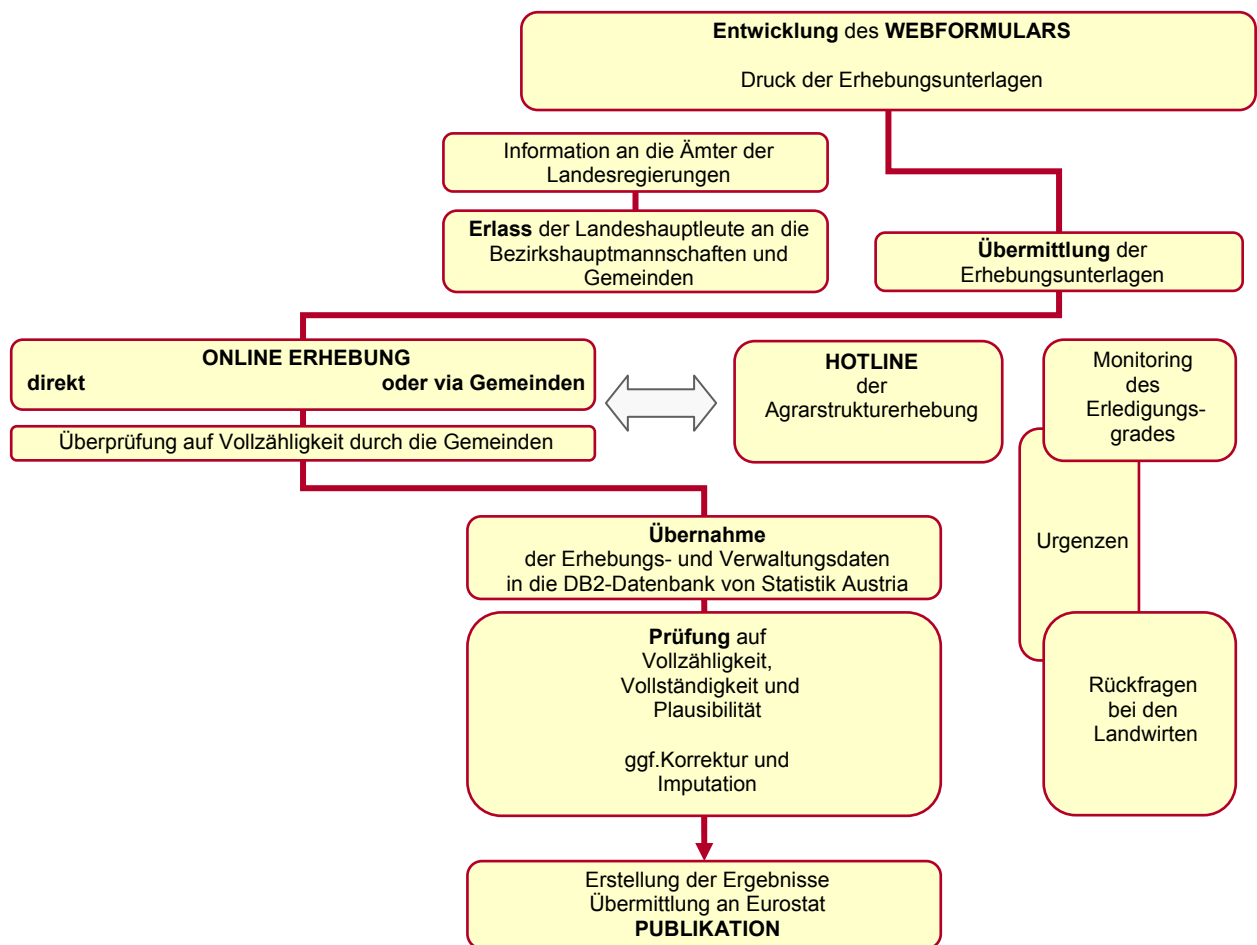 Entwicklung des WEBFORMULARS
Druck der Erhebungsunterlagen
Information an die Ämter der
Landesregierungen
Erlass der Landeshauptleute an die
Bezirkshauptmannschaften und
Gemeinden
Übermittlung der
Erhebungsunterlagen
ONLINE ERHEBUNG
direkt oder via Gemeinden
Überprüfung auf Vollzähligkeit durch die Gemeinden
HOTLINE
der
Agrarstrukturerhebung
Monitoring
des
Erledigungs-
grades
Urgenzen
Rückfragen
bei den
Landwirten
Übernahme
der Erhebungs- und Verwaltungsdaten
in die DB2-Datenbank von Statistik Austria
Prüfung auf
Vollzähligkeit,
Vollständigkeit und
Plausibilität
ggf.Korrektur und
Imputation
Erstellung der Ergebnisse
Übermittlung an Eurostat
PUBLIKATION